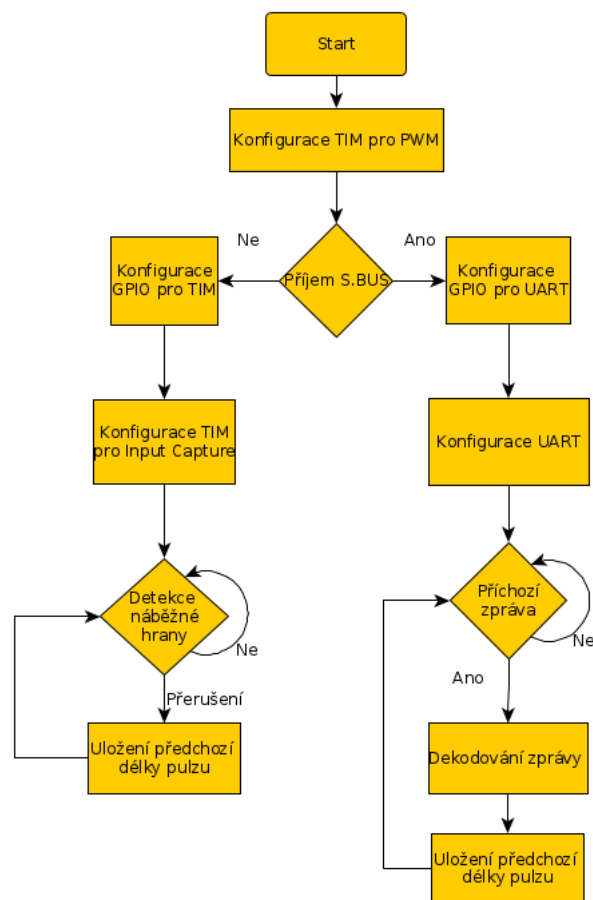 Start
Konfigurace TIM pro PWM
Ne
Ano
Příjem S.BUS
Konfigurace
GPIO pro TIM
Konfigurace
GPIO pro UART
Konfigurace TIM
pro Input Capture
Konfigurace UART
Detekce
náběžné
hrany
Ne
Přerušení
Uložení předchozí
délky pulzu
Příchozí
zpráva
Ne
Ano
Dekodování zprávy
Uložení předchozí
délky pulzu